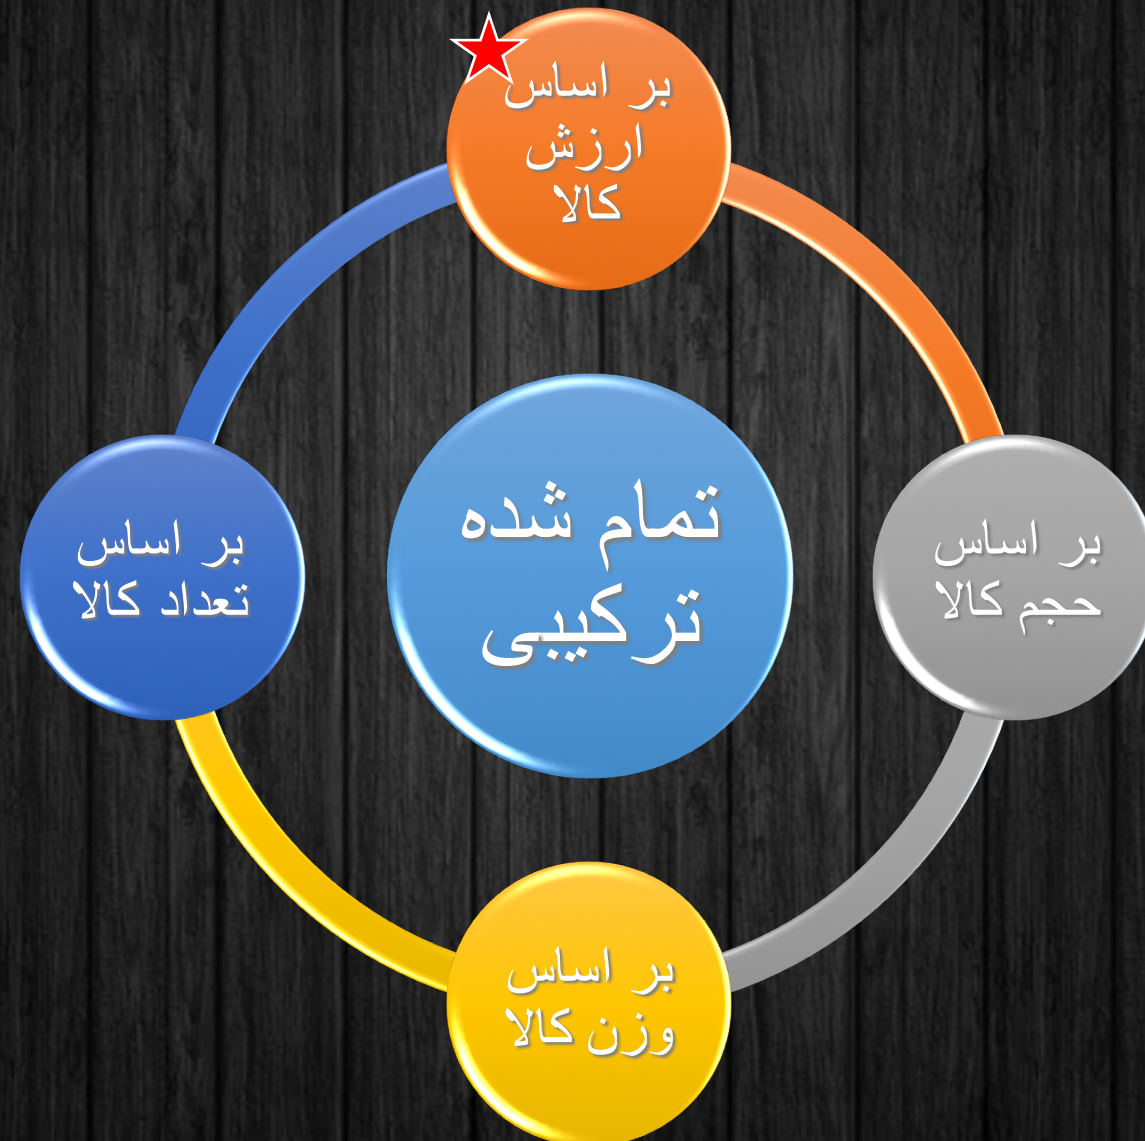 بر اساس
ارزش
کالا
تمام شده
ترکیبی
بر اساس
حجم کالا
بر اساس
وزن کالا
بر اساس
تعداد کالا